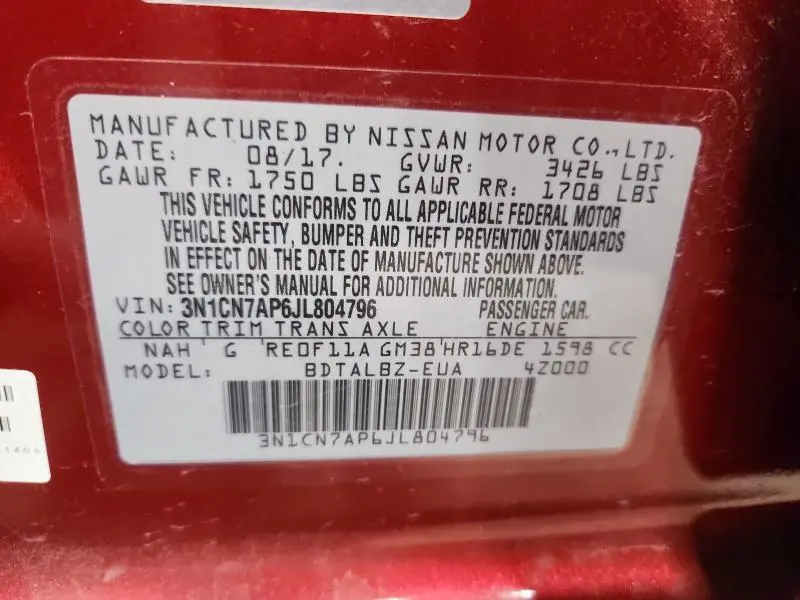 MANUFACTURED BY NISSAN MOTOR CO., LTD.
DATE: 08/17. GVWR: 3426 LBS
GAWR FR: 1750 LBS GAWR RR: 1708 LBS
THIS VEHICLE CONFORMS TO ALL APPLICABLE FEDERAL MOTOR
VEHICLE SAFETY, BUMPER AND THEFT PREVENTION STANDARDS
IN EFFECT ON THE DATE OF MANUFACTURE SHOWN ABOVE.
SEE OWNER'S MANUAL FOR ADDITIONAL INFORMATION.
VIN: 3N1CN7AP6JL804796 PASSENGER CAR.
COLOR TRIM TRANS AXLE ENGINE
NAH G RE0F11A GM38 HR16DE 1598 CC
MODEL: BDTALBZ-EUA 4Z000
3N1CN7AP6JL804796